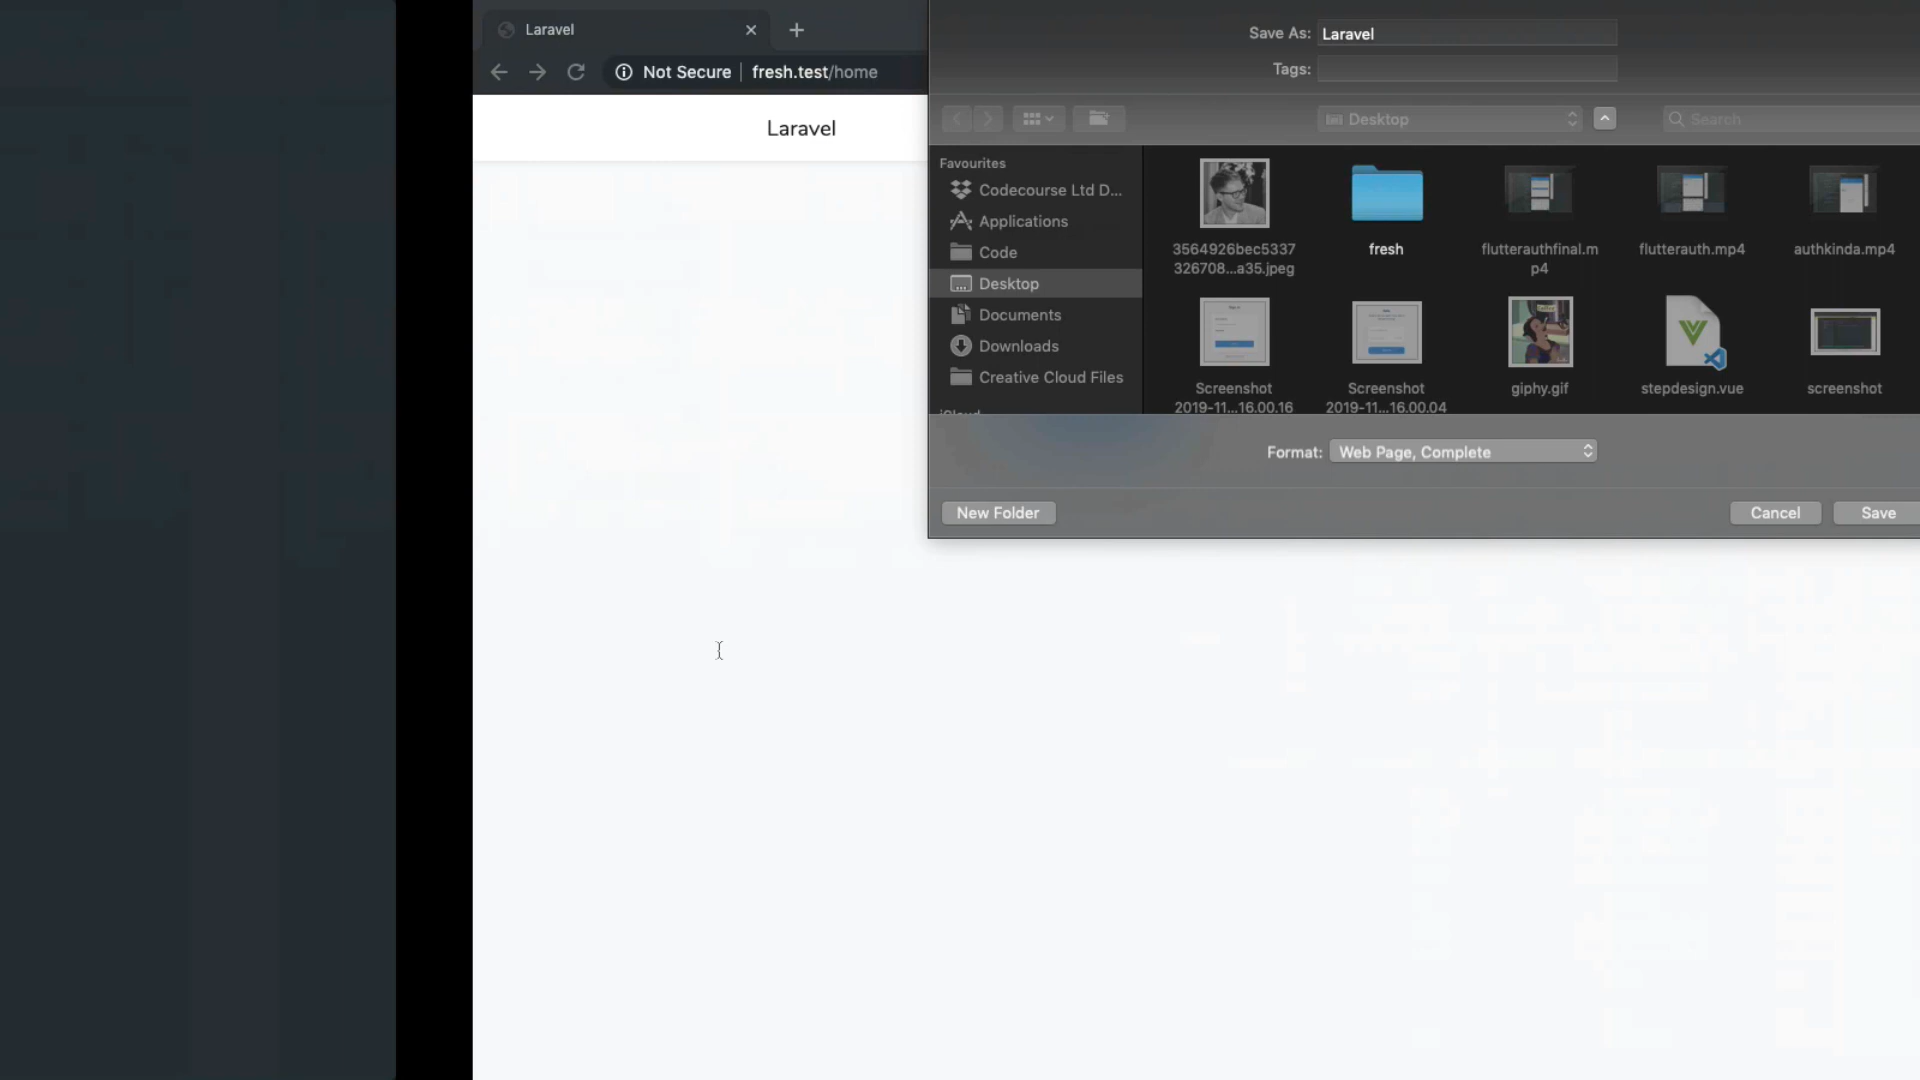 Laravel
Not Secure
fresh.test/home
Laravel
Save As:
Laravel
Tags:
Desktop
Search
Favourites
Codecourse Ltd D...
Applications
Code
Desktop
Documents
Downloads
Creative Cloud Files
iCloud
3564926bec5337
326708...a35.jpeg
fresh
flutterauthfinal.m
p4
flutterauth.mp4
authkinda.mp4
Screenshot
2019-11...16.00.16
Screenshot
2019-11...16.00.04
giphy.gif
stepdesign.vue
screenshot
Format:
Web Page, Complete
New Folder
Cancel
Save